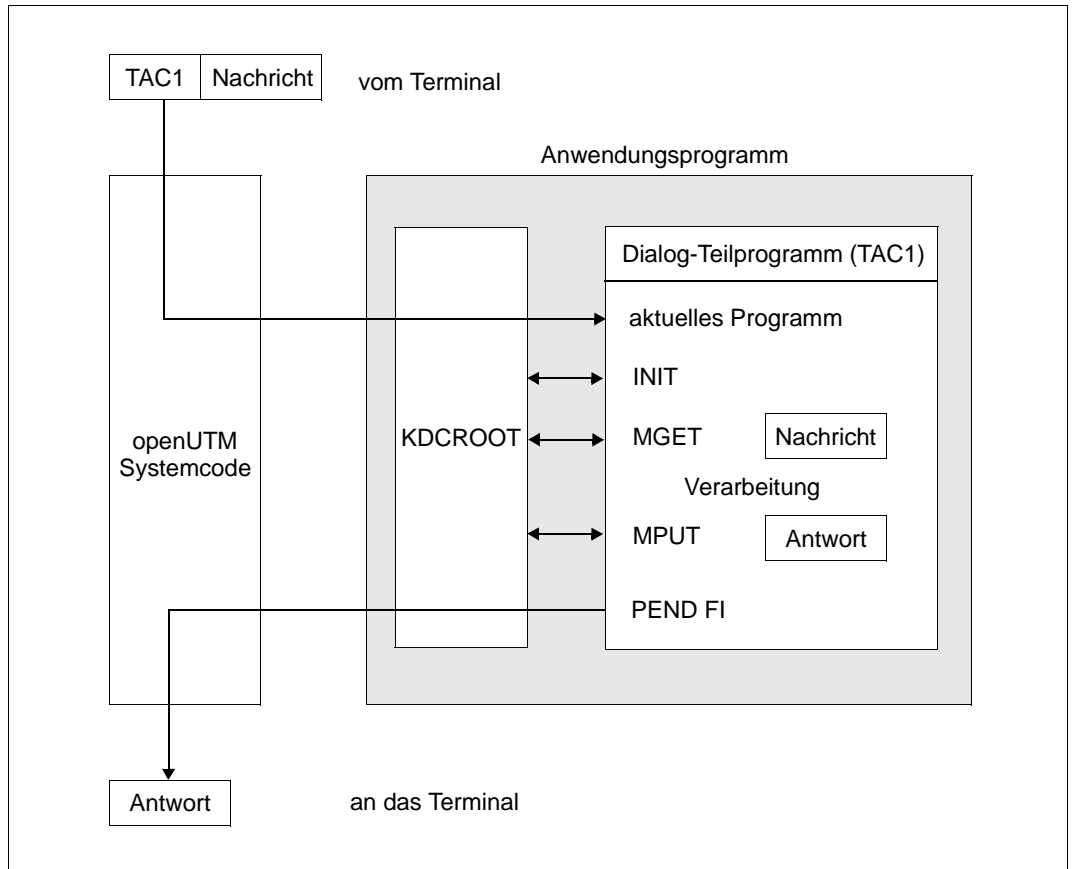 TAC1 Nachricht vom Terminal
Anwendungsprogramm
Dialog-Teilprogramm (TAC1)
aktuelles Programm
INIT
openUTM
Systemcode
KDCROOT
MGET Nachricht
Verarbeitung
MPUT Antwort
PEND FI
Antwort an das Terminal